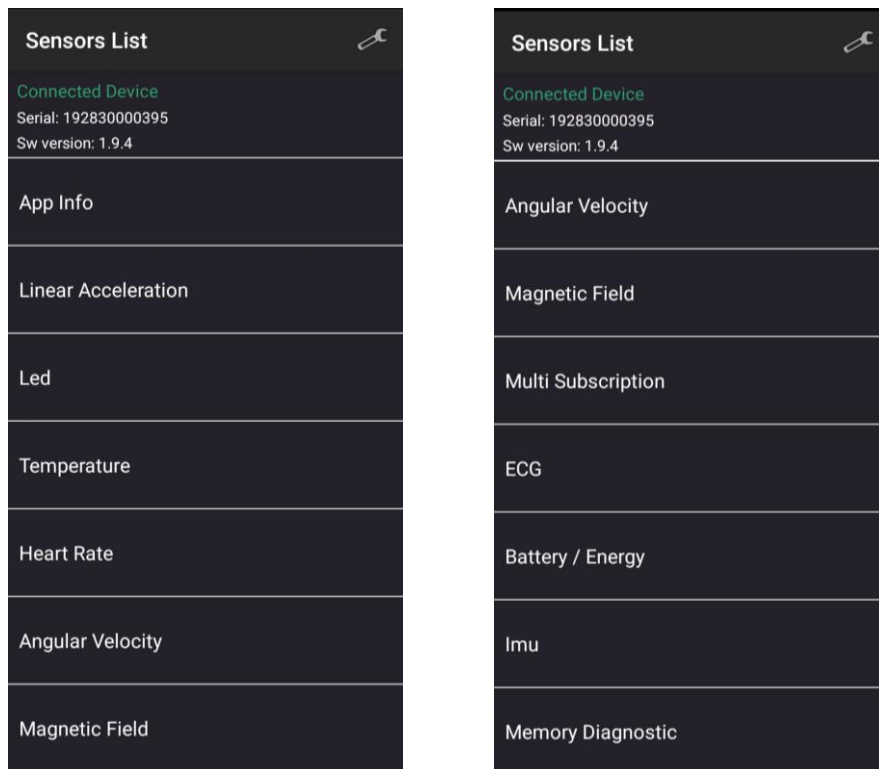 Sensors List
Connected Device
Serial: 192830000395
Sw version: 1.9.4
App Info
Linear Acceleration
Led
Temperature
Heart Rate
Angular Velocity
Magnetic Field
Sensors List
Connected Device
Serial: 192830000395
Sw version: 1.9.4
Angular Velocity
Magnetic Field
Multi Subscription
ECG
Battery / Energy
Imu
Memory Diagnostic